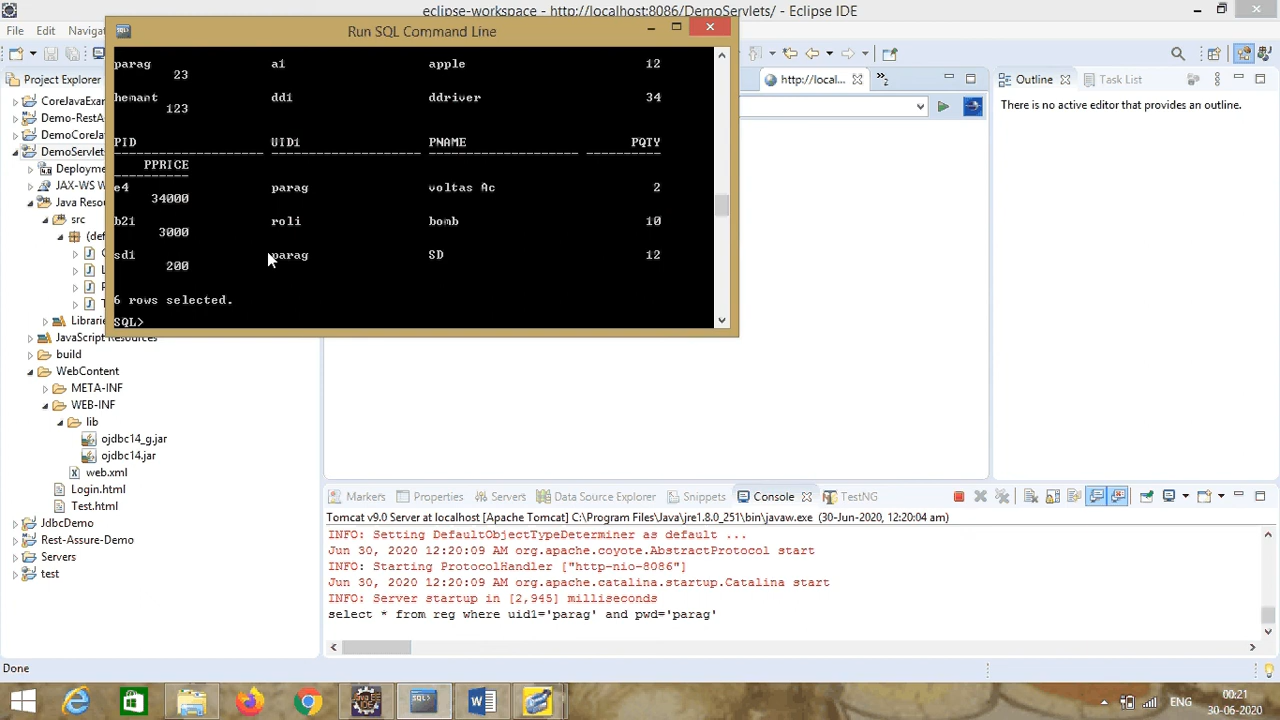 eclipse-workspace - http://localhost:8086/DemoServlets/ - Eclipse IDE
File Edit Navigat
Run SQL Command Line
parag a1 apple 12
23
hemant dd1 ddriver 34
123
PID UID1 PNAME PQTY
-------------------- -------------------- -------------------- ----------
PPRICE
----------
e4 parag voltas Ac 2
34000
b21 roli bomb 10
3000
sd1 parag SD 12
200
6 rows selected.
SQL>
Project Explorer
CoreJavaExa
Demo-RestA
DemoCoreJ
DemoServlet
Deployme
JAX-WS W
Java Resou
src
(def
Librarie
JavaScript Resources
build
WebContent
META-INF
WEB-INF
lib
ojdbc14_g.jar
ojdbc14.jar
web.xml
Login.html
Test.html
JdbcDemo
Rest-Assure-Demo
Servers
test
http://local...
2
Outline Task List
There is no active editor that provides an outline.
Markers Properties Servers Data Source Explorer Snippets Console TestNG
Tomcat v9.0 Server at localhost [Apache Tomcat] C:\Program Files\Java\jre1.8.0_251\bin\javaw.exe (30-Jun-2020, 12:20:04 AM)
INFO: Setting DefaultObjectTypeDeterminer as default ...
Jun 30, 2020 12:20:09 AM org.apache.coyote.AbstractProtocol start
INFO: Starting ProtocolHandler ["http-nio-8086"]
Jun 30, 2020 12:20:09 AM org.apache.catalina.startup.Catalina start
INFO: Server startup in [2,945] milliseconds
select * from reg where uid1='parag' and pwd='parag'
Done
ENG
00:21
30-06-2020